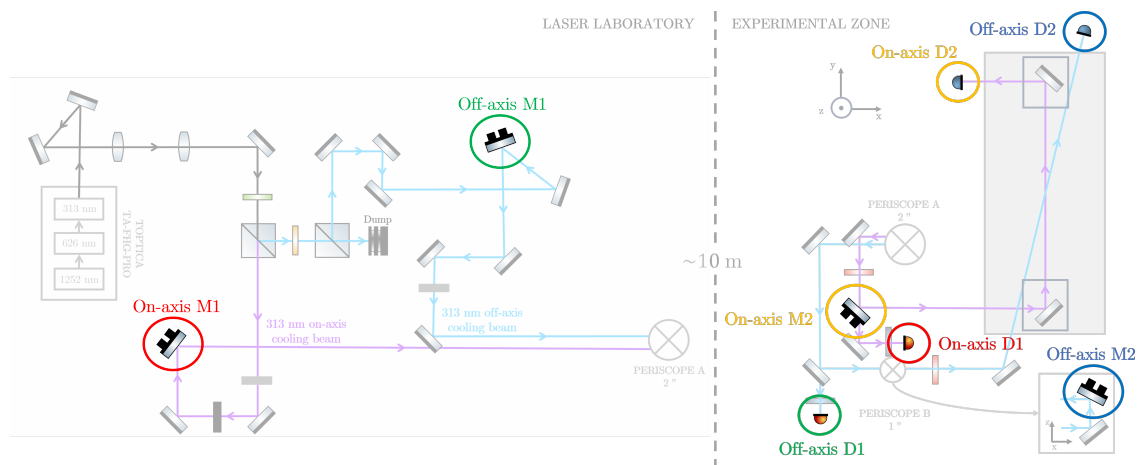 LASER LABORATORY
EXPERIMENTAL ZONE
Off-axis D2
On-axis D2
y
z
x
Off-axis M1
313 nm
626 nm
1252 nm
TOPTICA
TA-FHG-PRO
Dump
PERISCOPE A
2 "
~10 m
On-axis M1
313 nm on-axis
cooling beam
313 nm off-axis
cooling beam
On-axis M2
On-axis D1
PERISCOPE A
2 "
Off-axis M2
PERISCOPE B
1 "
z
x
Off-axis D1